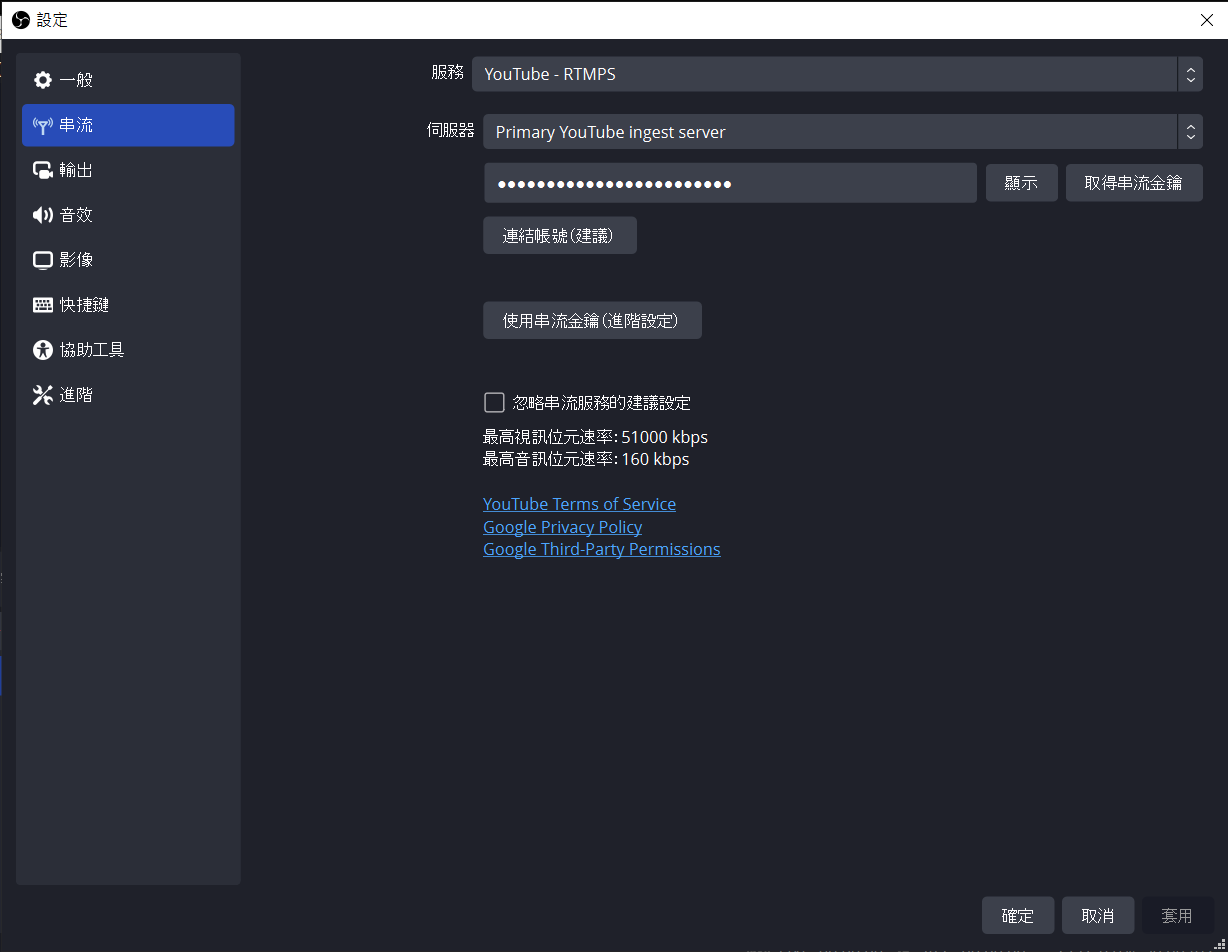 設定
一般
串流
輸出
音效
影像
快捷鍵
協助工具
進階
服務 YouTube - RTMPS
伺服器 Primary YouTube ingest server
●●●●●●●●●●●●●●●●●●●●●●●● 顯示 取得串流金鑰
連結帳號(建議)
使用串流金鑰(進階設定)
忽略串流服務的建議設定
最高視訊位元速率: 51000 kbps
最高音訊位元速率: 160 kbps
YouTube Terms of Service
Google Privacy Policy
Google Third-Party Permissions
確定 取消 套用